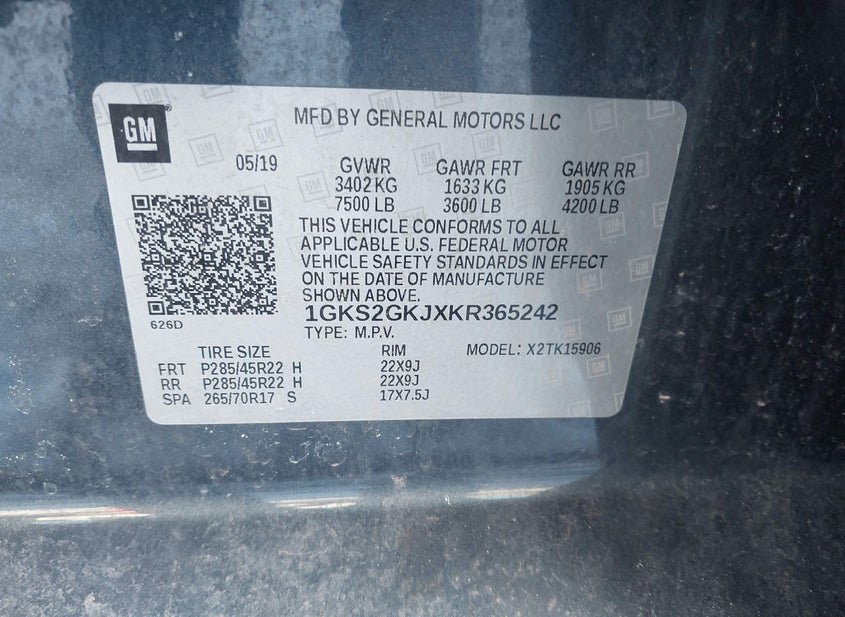 GM
MFD BY GENERAL MOTORS LLC
05/19 GVWR GAWR FRT GAWR RR
3402 KG 1633 KG 1905 KG
7500 LB 3600 LB 4200 LB
THIS VEHICLE CONFORMS TO ALL
APPLICABLE U.S. FEDERAL MOTOR
VEHICLE SAFETY STANDARDS IN EFFECT
ON THE DATE OF MANUFACTURE
SHOWN ABOVE.
1GKS2GKJXKR365242
626D
TYPE: M.P.V.
TIRE SIZE RIM MODEL: X2TK15906
FRT P285/45R22 H 22X9J
RR P285/45R22 H 22X9J
SPA 265/70R17 S 17X7.5J